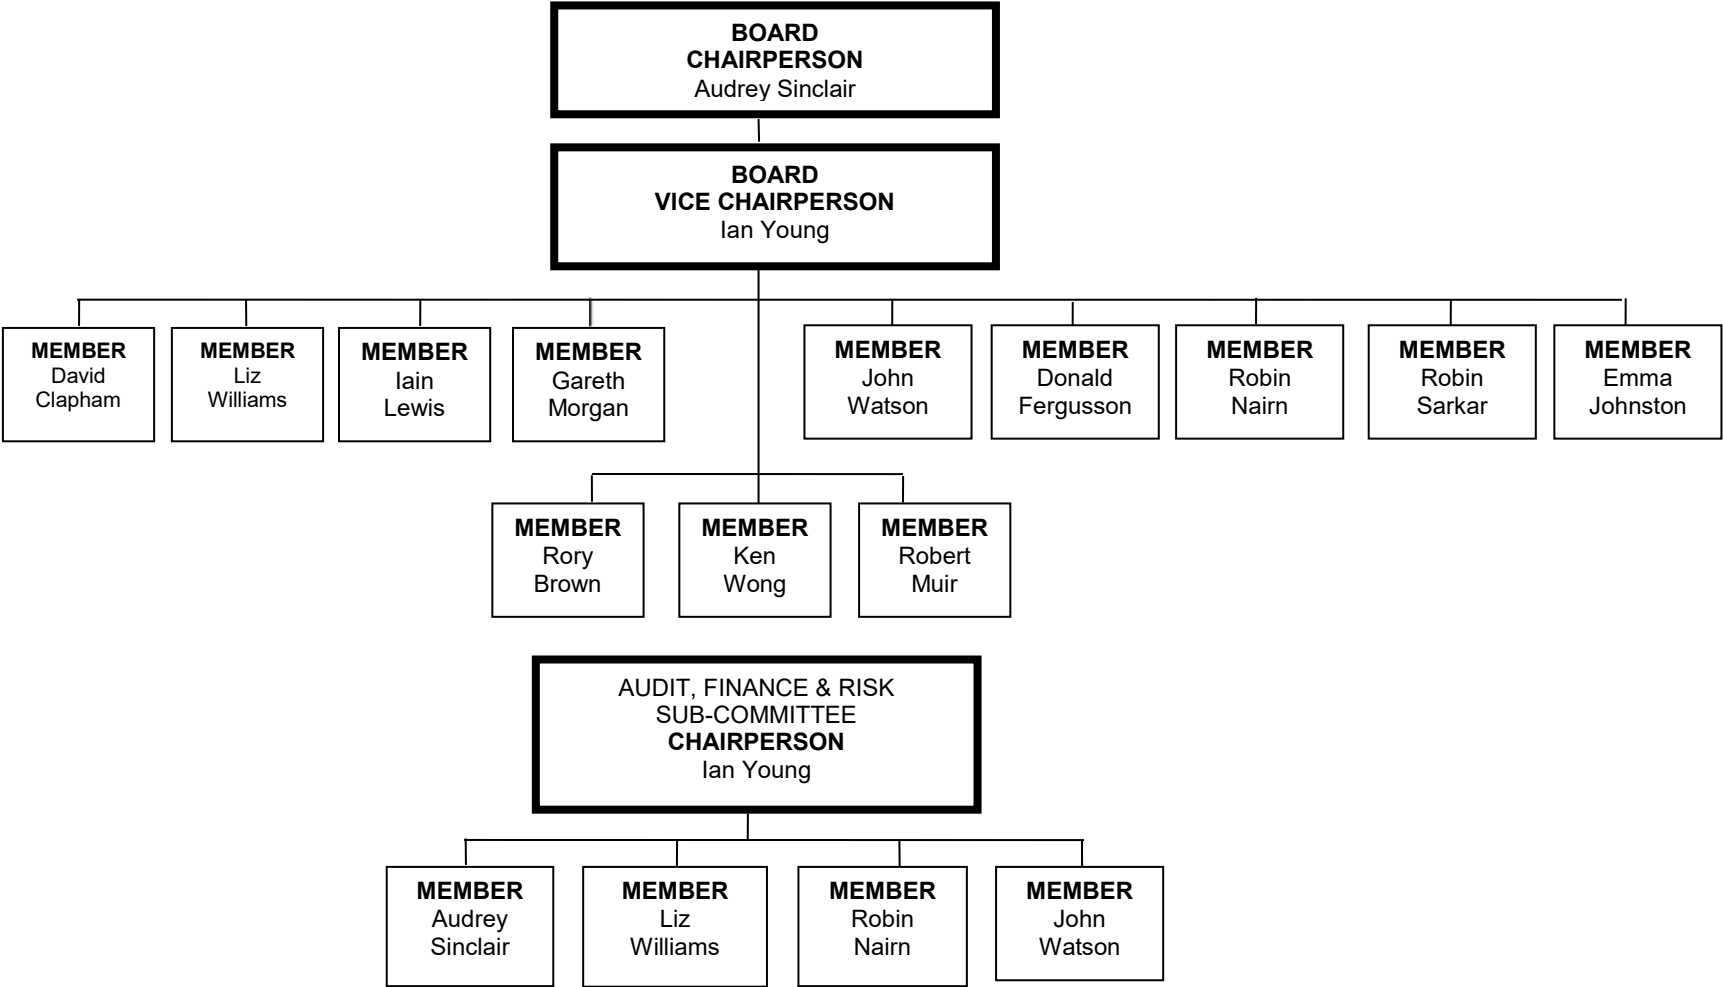 BOARD
CHAIRPERSON
Audrey Sinclair
BOARD
VICE CHAIRPERSON
Ian Young
MEMBER
David
Clapham
MEMBER
Liz
Williams
MEMBER
Iain
Lewis
MEMBER
Gareth
Morgan
MEMBER
John
Watson
MEMBER
Donald
Fergusson
MEMBER
Robin
Nairn
MEMBER
Robin
Sarkar
MEMBER
Emma
Johnston
MEMBER
Rory
Brown
MEMBER
Ken
Wong
MEMBER
Robert
Muir
AUDIT, FINANCE & RISK
SUB-COMMITTEE
CHAIRPERSON
Ian Young
MEMBER
Audrey
Sinclair
MEMBER
Liz
Williams
MEMBER
Robin
Nairn
MEMBER
John
Watson